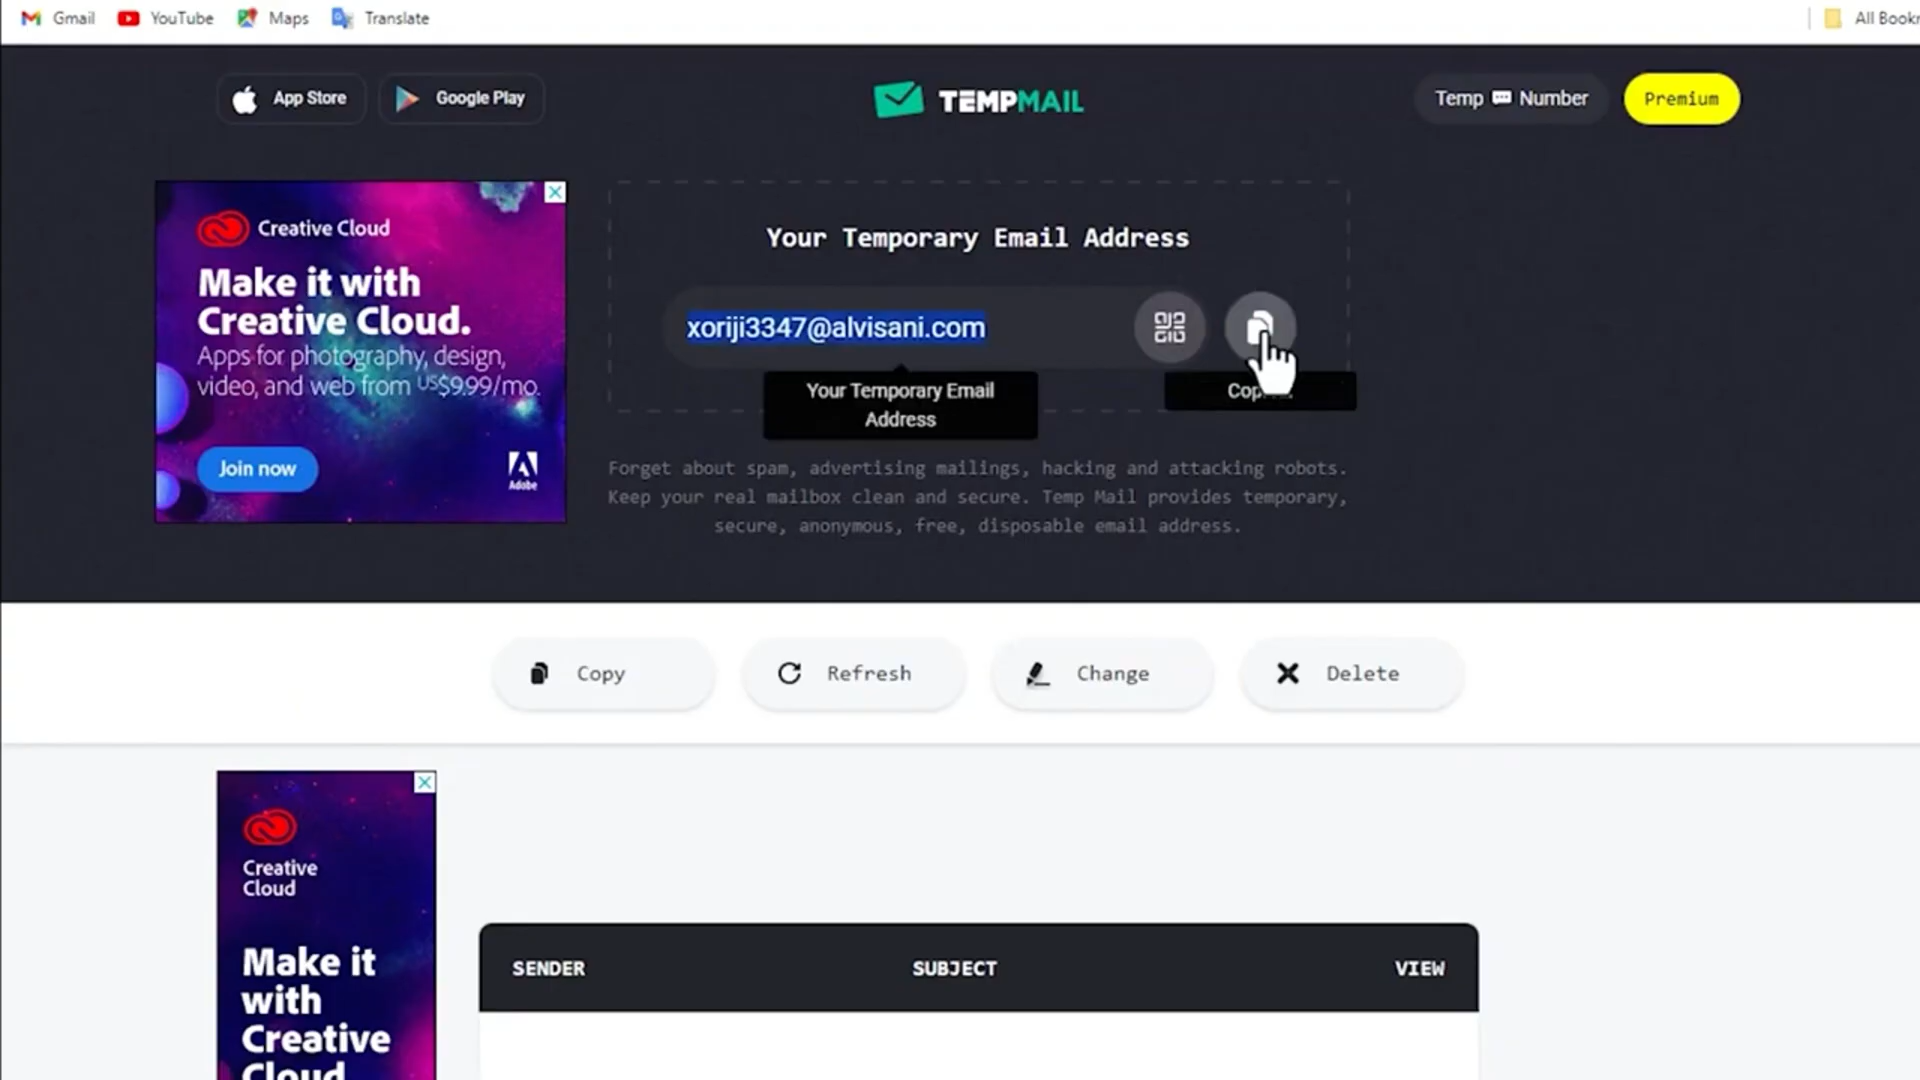 Gmail
YouTube
Maps
Translate
All Book
App Store
Google Play
TEMPMAIL
Temp Number
Premium
Creative Cloud
Make it with
Creative Cloud.
Apps for photography, design,
video, and web from US$9.99/mo.
Join now
Adobe
Your Temporary Email Address
xoriji3347@alvisani.com
Your Temporary Email
Address
Forget about spam, advertising mailings, hacking and attacking robots.
Keep your real mailbox clean and secure. Temp Mail provides temporary,
secure, anonymous, free, disposable email address.
Copy
Refresh
Change
Delete
Creative
Cloud
Make it
with
Creative
Cloud
SENDER
SUBJECT
VIEW